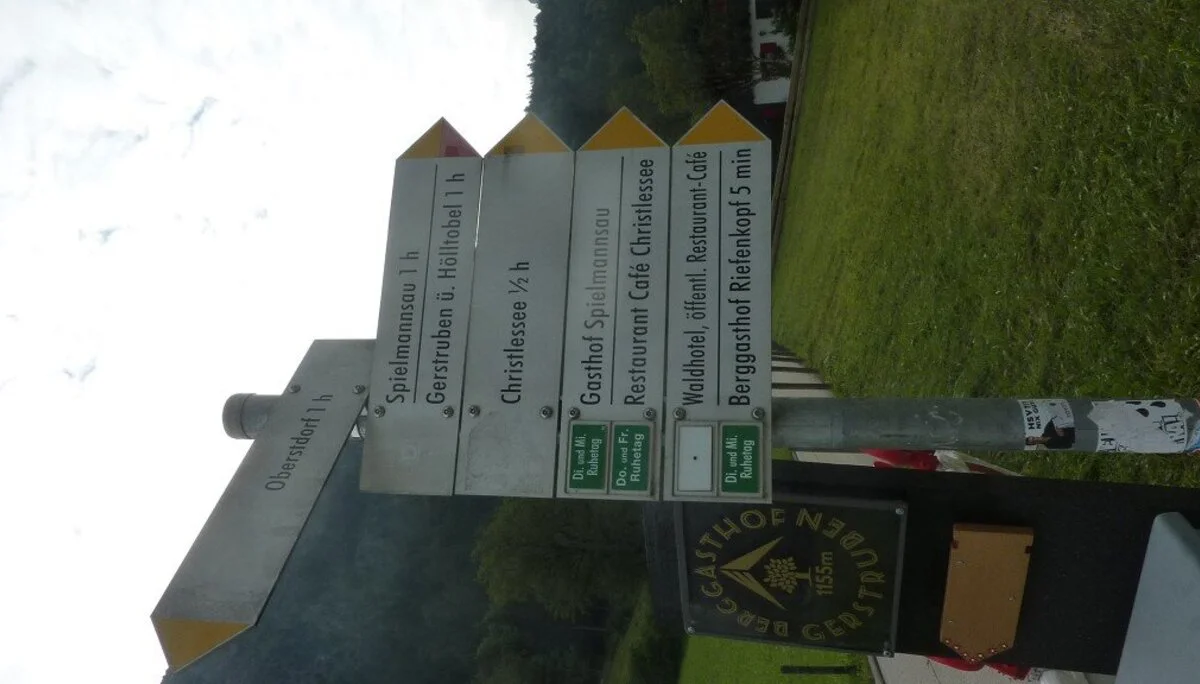 Oberstdorf 1 h
Spielmannsau 1 h
Gerstruben ü. Hölltobel 1 h
Christlessee ½ h
Di. und Mi.
Ruhetag
Gasthof Spielmannsau
Do. und Fr.
Ruhetag
Restaurant Café Christlessee
Waldhotel, öffentl. Restaurant-Café
Di. und Mi.
Ruhetag
Berggasthof Riefenkopf 5 min
BERGGASTHOF
1155m
GERSTRUBEN
HSV